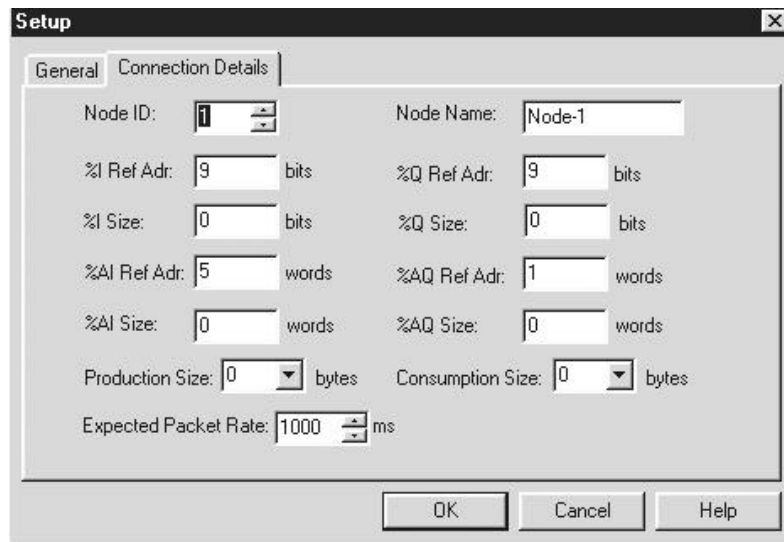 Setup
General Connection Details
Node ID: 1 Node Name: Node-1
%I Ref Adr: 9 bits %Q Ref Adr: 9 bits
%I Size: 0 bits %Q Size: 0 bits
%AI Ref Adr: 5 words %AQ Ref Adr: 1 words
%AI Size: 0 words %AQ Size: 0 words
Production Size: 0 bytes Consumption Size: 0 bytes
Expected Packet Rate: 1000 ms
OK Cancel Help